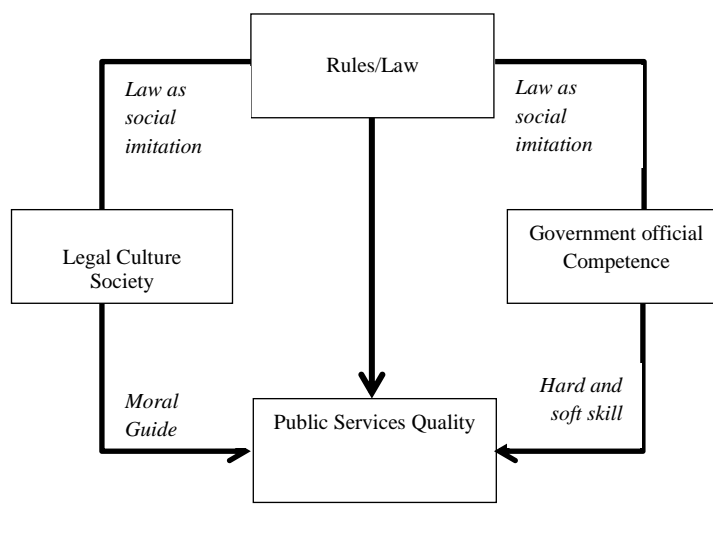 Rules/Law
Law as
social
imitation
Law as
social
imitation
Legal Culture
Society
Government official
Competence
Moral
Guide
Hard and
soft skill
Public Services Quality